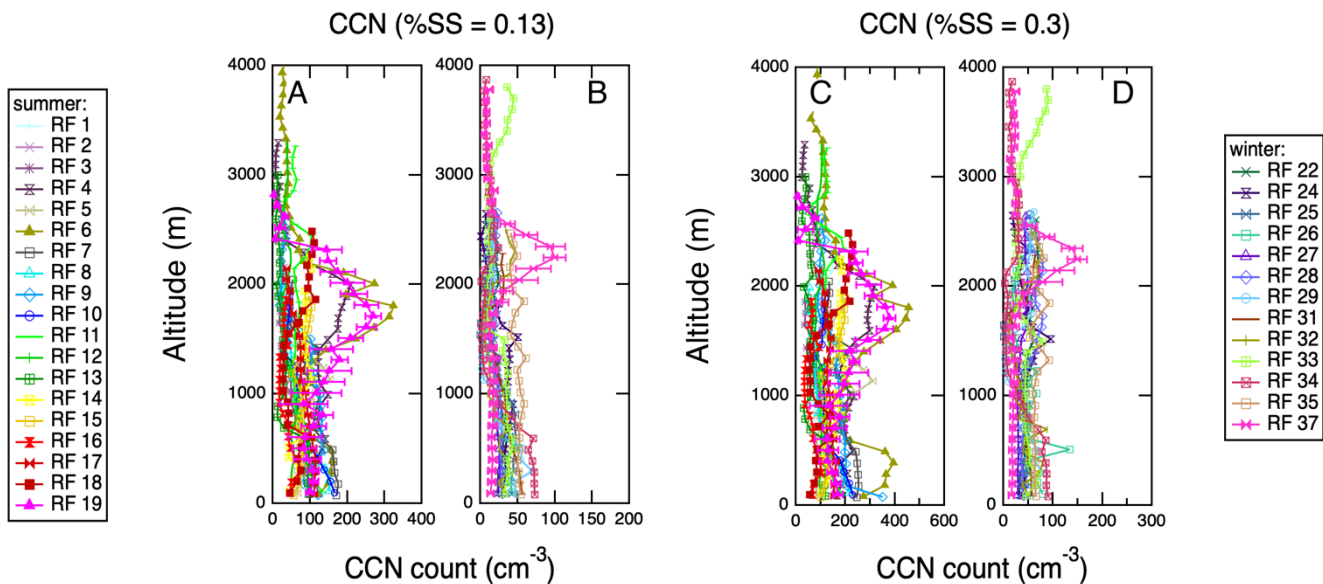 CCN (%SS = 0.13)
CCN (%SS = 0.3)
summer:
RF 1
RF 2
RF 3
RF 4
RF 5
RF 6
RF 7
RF 8
RF 9
RF 10
RF 11
RF 12
RF 13
RF 14
RF 15
RF 16
RF 17
RF 18
RF 19
Altitude (m)
4000
3000
2000
1000
0
A
0 100 200 300 400
4000
3000
2000
1000
0
B
0 50 100 150 200
CCN count (cm⁻³)
Altitude (m)
4000
3000
2000
1000
0
C
0 200 400 600
4000
3000
2000
1000
0
D
0 100 200 300
CCN count (cm⁻³)
winter:
RF 22
RF 24
RF 25
RF 26
RF 27
RF 28
RF 29
RF 31
RF 32
RF 33
RF 34
RF 35
RF 37